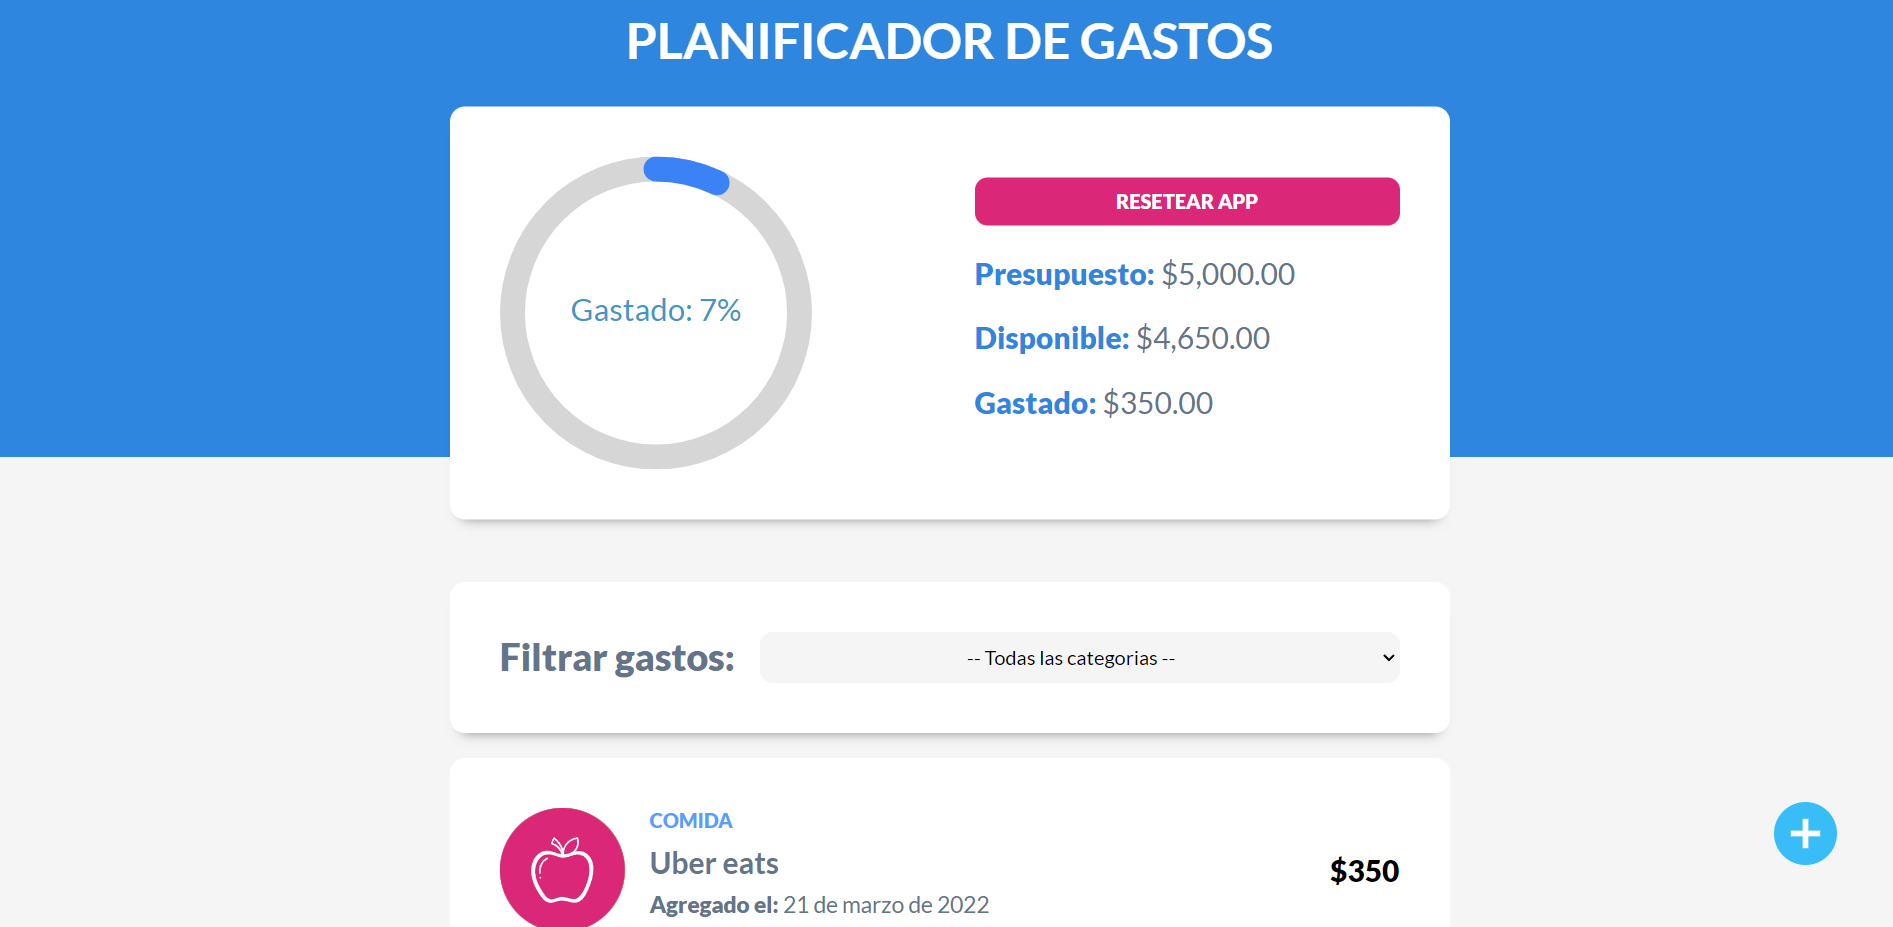 PLANIFICADOR DE GASTOS
Gastado: 7%
RESETEAR APP
Presupuesto: $5,000.00
Disponible: $4,650.00
Gastado: $350.00
Filtrar gastos:
-- Todas las categorias --
COMIDA
Uber eats
$350
Agregado el: 21 de marzo de 2022